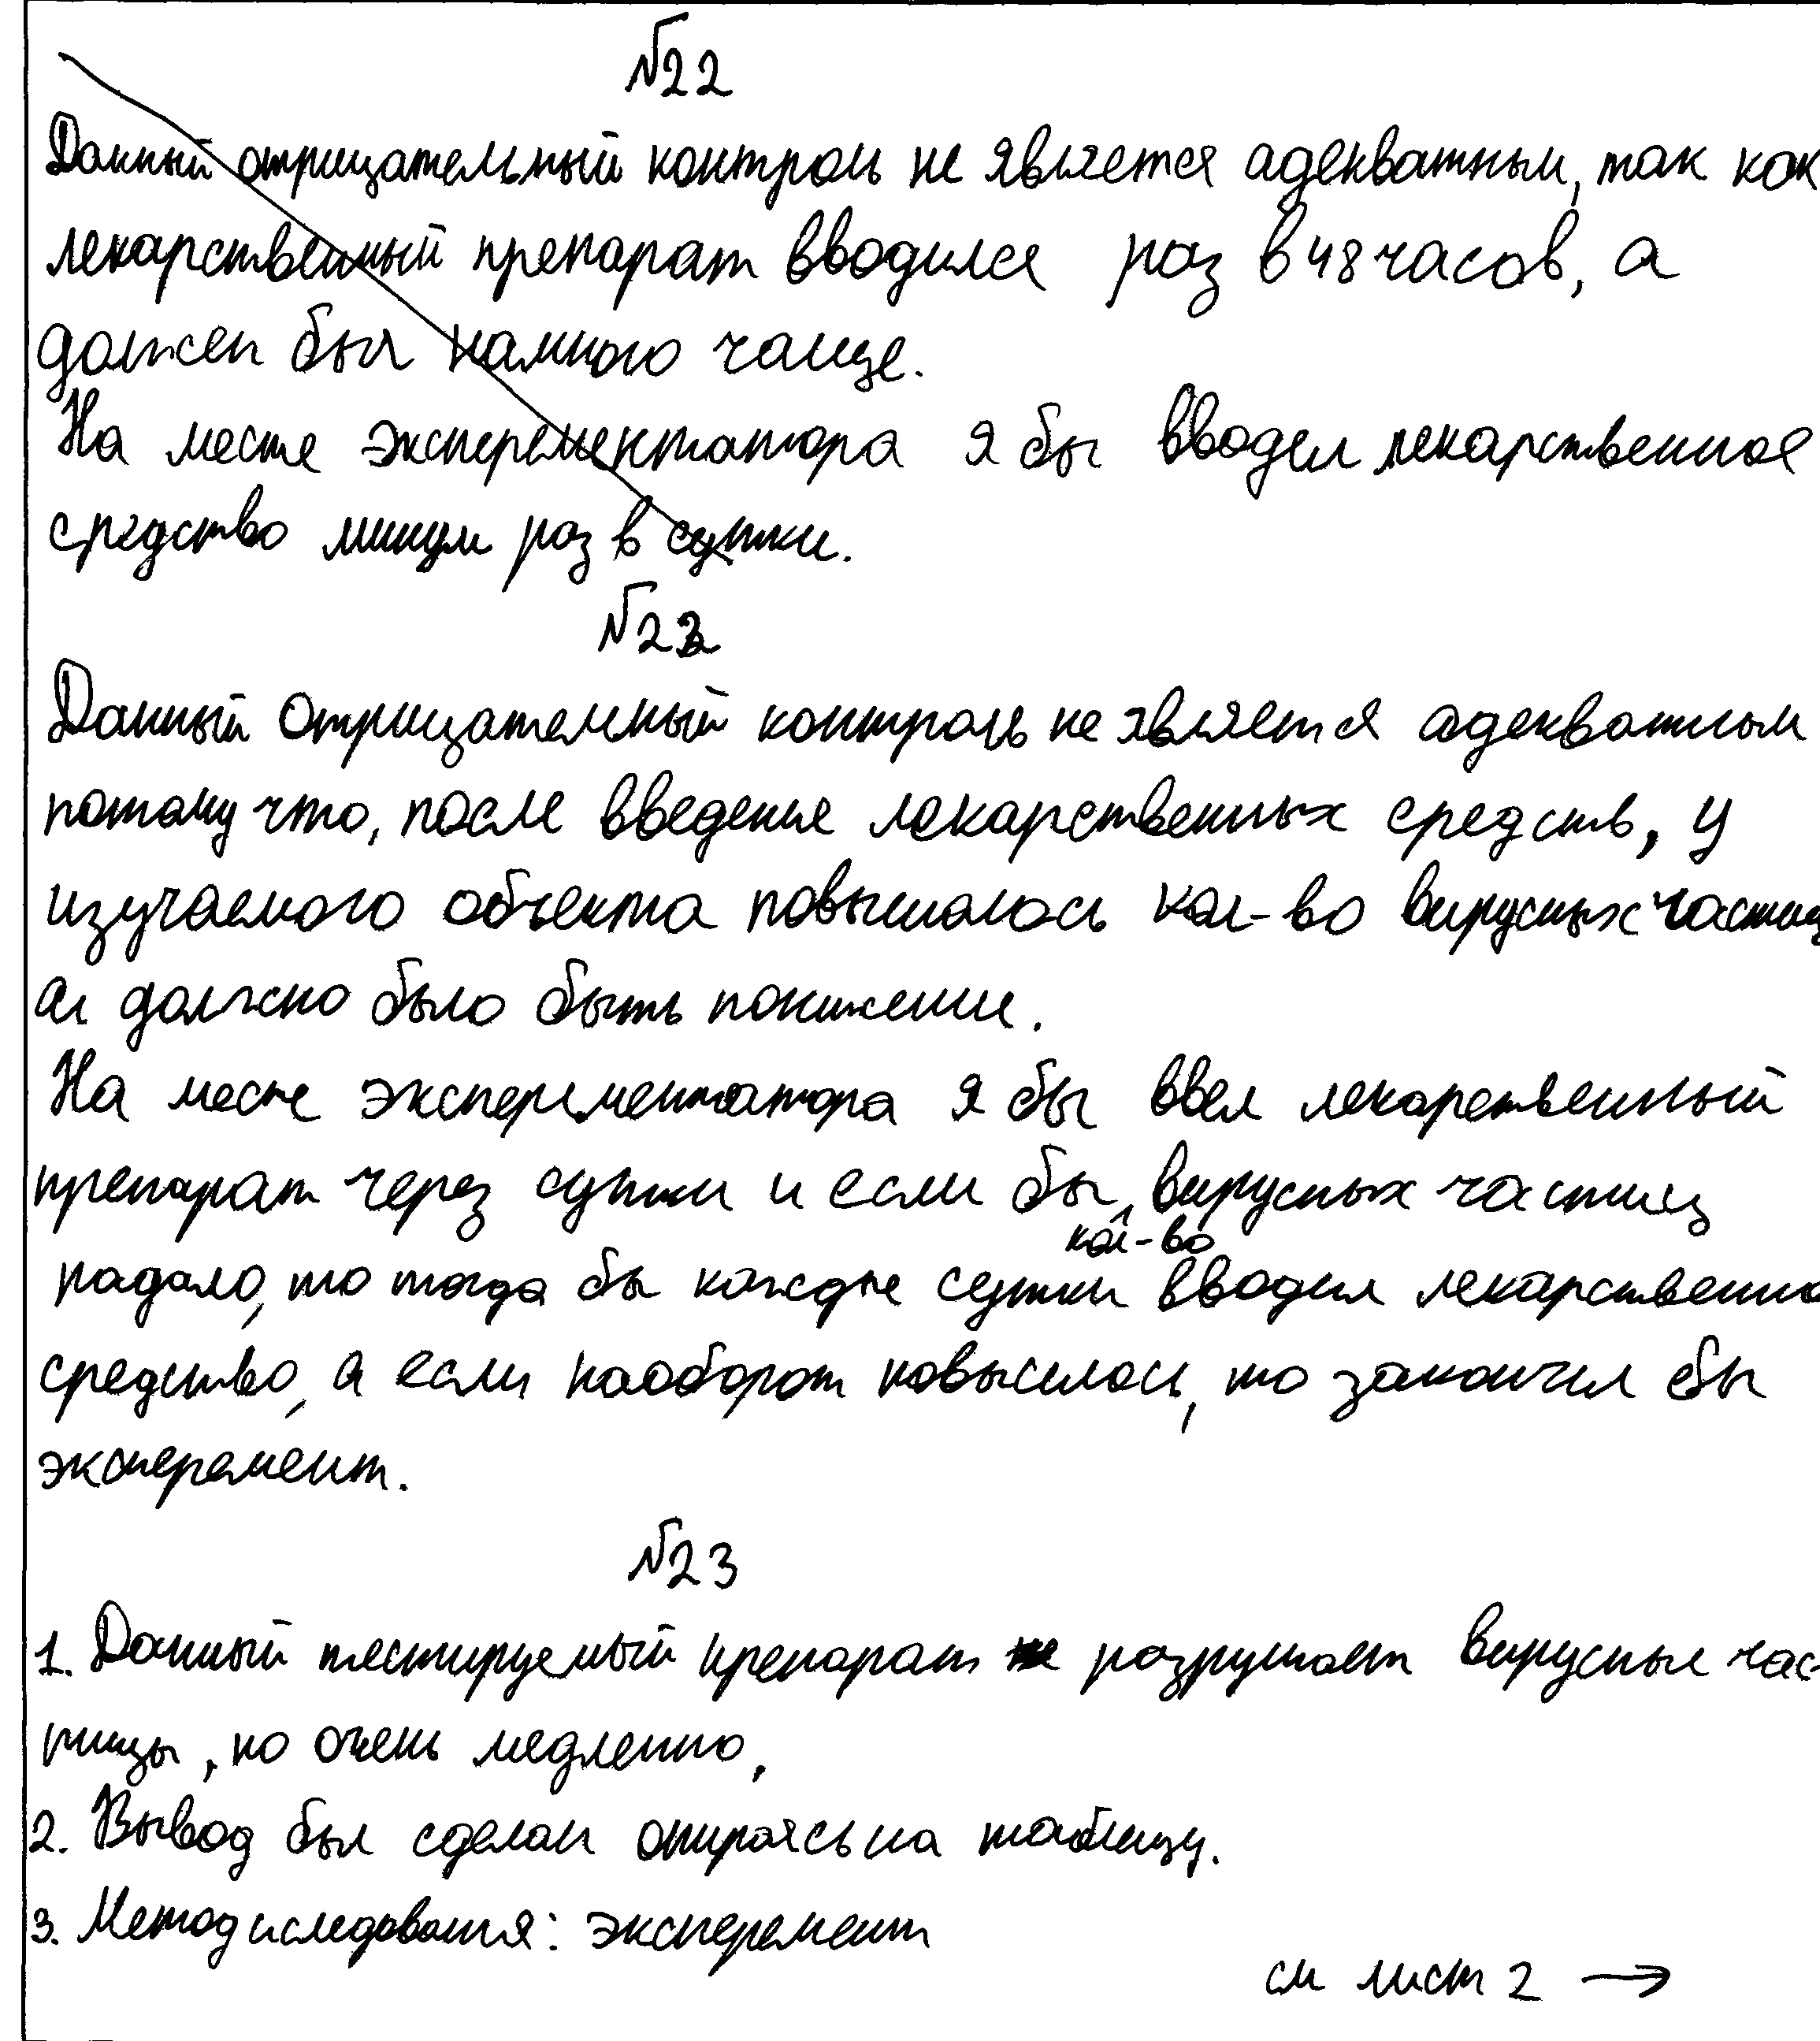 №22
Данный отрицательный контроль не является адекватным, так как
лекарственный препарат вводился раз в 48 часов, а
должен был намного чаще.
На месте эксперементатора я бы вводил лекарственное
средство минум раз в сутки.
№22
Данный отрицательный контроль не является адекватным
потому что, после введенье лекарственных средств, у
изучаемого объекта повышалось кол-во вирусных частиц
а должно было быть понижение.
На месте эксперементатора я бы ввел лекарственный
препарат через сутки и если бы кол-во вирусных частиц
падало, то тогда бы каждые сутки вводил лекарственно
средство, а если наоборот повысилось, то закончил бы
эксперемент.
№23
1. Данный тестируемый препарат разрушает вирусные час-
тицы, но очень медленно,
2. Вывод был сделан опираясь на таблицу.
3. Метод иследования: эксперемент
см лист 2 →